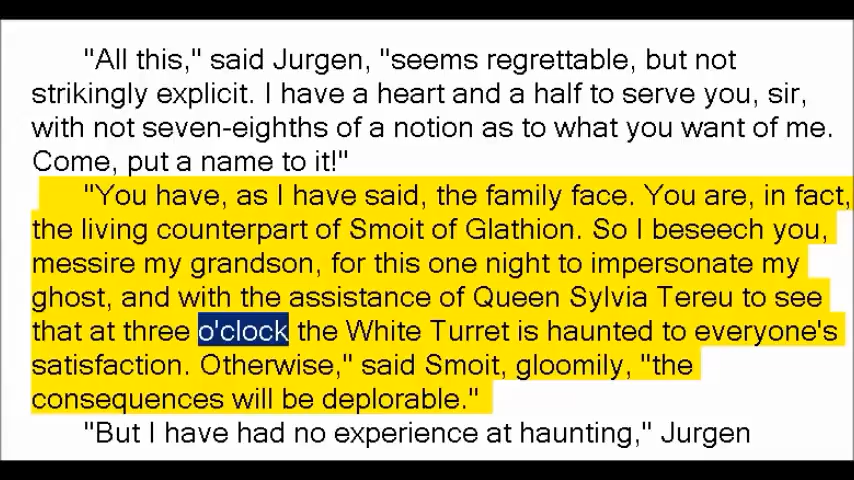 "All this," said Jurgen, "seems regrettable, but not
strikingly explicit. I have a heart and a half to serve you, sir,
with not seven-eighths of a notion as to what you want of me.
Come, put a name to it!"
"You have, as I have said, the family face. You are, in fact,
the living counterpart of Smoit of Glathion. So I beseech you,
messire my grandson, for this one night to impersonate my
ghost, and with the assistance of Queen Sylvia Tereu to see
that at three o'clock the White Turret is haunted to everyone's
satisfaction. Otherwise," said Smoit, gloomily, "the
consequences will be deplorable."
"But I have had no experience at haunting," Jurgen